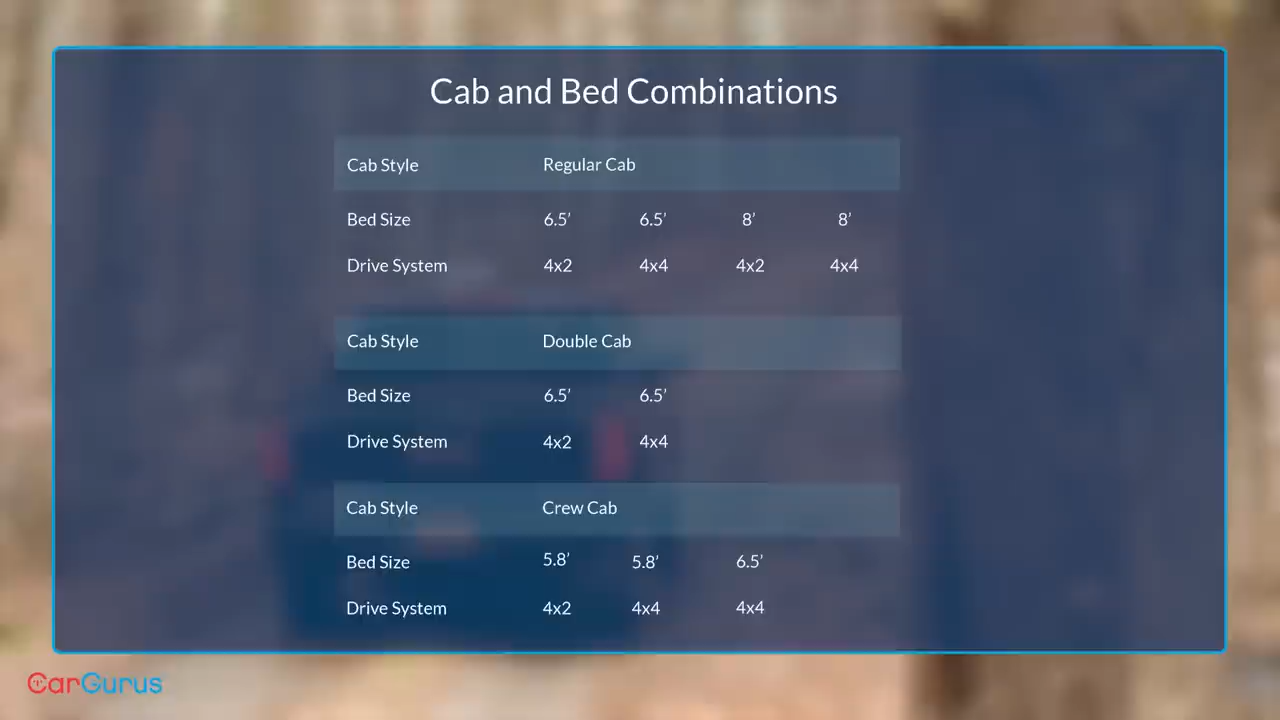 Cab and Bed Combinations
Cab Style Regular Cab
Bed Size 6.5’ 6.5’ 8’ 8’
Drive System 4x2 4x4 4x2 4x4
Cab Style Double Cab
Bed Size 6.5’ 6.5’
Drive System 4x2 4x4
Cab Style Crew Cab
Bed Size 5.8’ 5.8’ 6.5’
Drive System 4x2 4x4 4x4
CarGurus